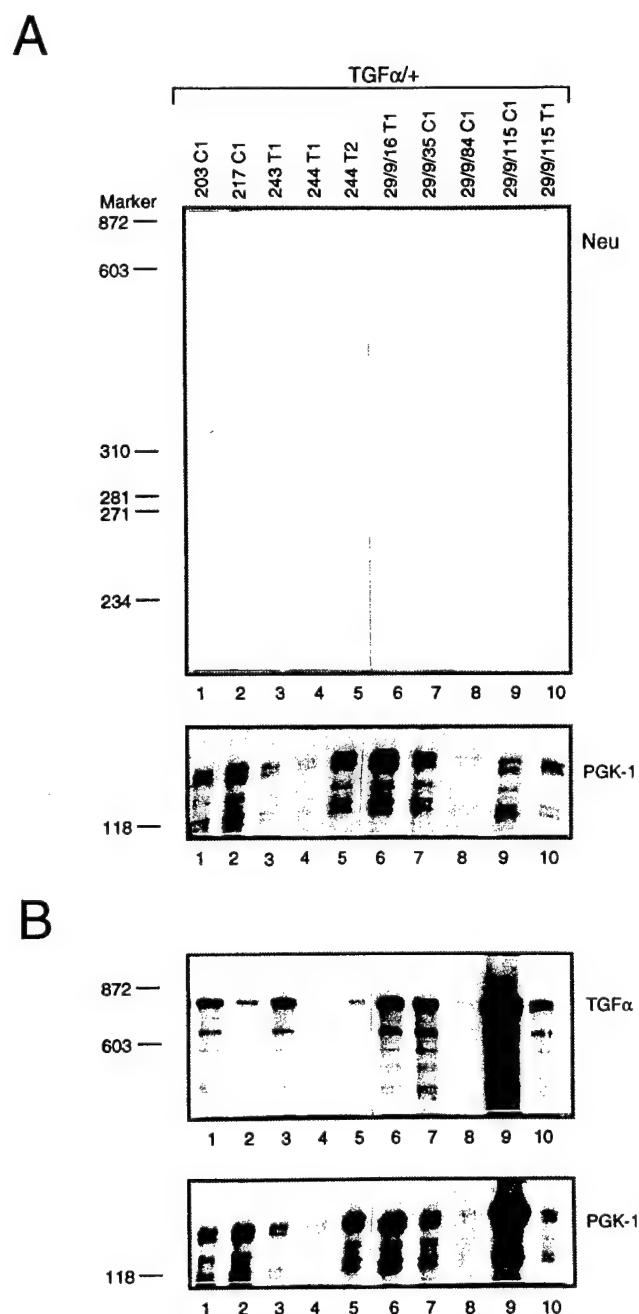 A
TGFα/+
203 C1
217 C1
243 T1
244 T1
244 T2
29/9/16 T1
29/9/35 C1
29/9/84 C1
29/9/115 C1
29/9/115 T1
Marker
872
Neu
603
310
281
271
234
1 2 3 4 5 6 7 8 9 10
PGK-1
118
1 2 3 4 5 6 7 8 9 10
B
872
TGFα
603
1 2 3 4 5 6 7 8 9 10
PGK-1
118
1 2 3 4 5 6 7 8 9 10